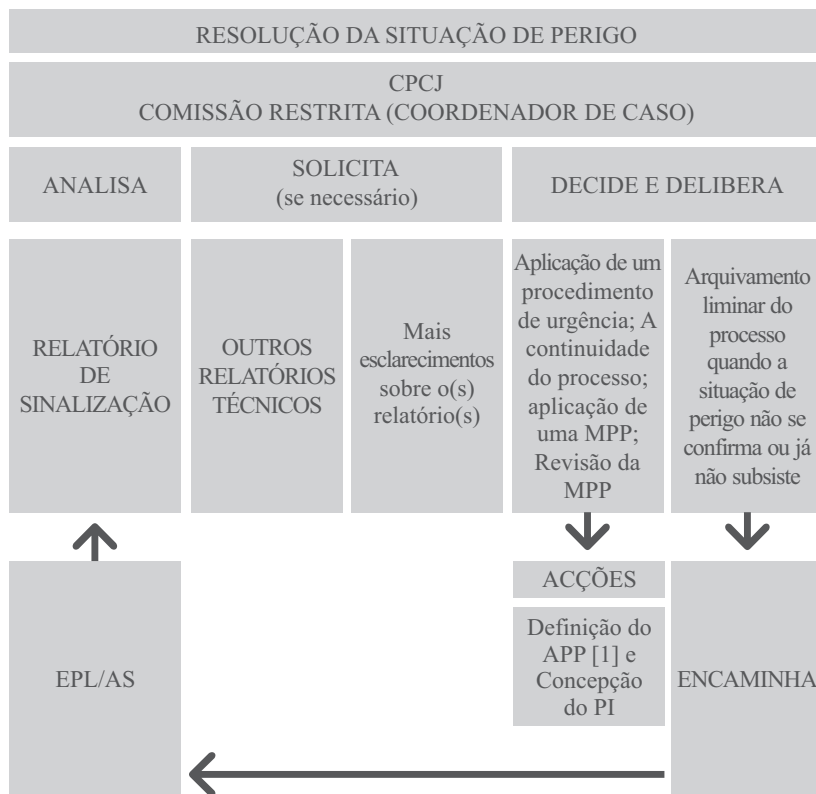 RESOLUÇÃO DA SITUAÇÃO DE PERIGO
CPCJ
COMISSÃO RESTRITA (COORDENADOR DE CASO)
ANALISA
SOLICITA
(se necessário)
DECIDE E DELIBERA
RELATÓRIO
DE
SINALIZAÇÃO
OUTROS
RELATÓRIOS
TÉCNICOS
Mais
esclarecimentos
sobre o(s)
relatório(s)
Aplicação de um
procedimento
de urgência; A
continuidade
do processo;
aplicação de
uma MPP;
Revisão da
MPP
Arquivamento
liminar do
processo
quando a
situação de
perigo não se
confirma ou já
não subsiste
EPL/AS
ACÇÕES
Definição do
APP [1] e
Concepção
do PI
ENCAMINHA